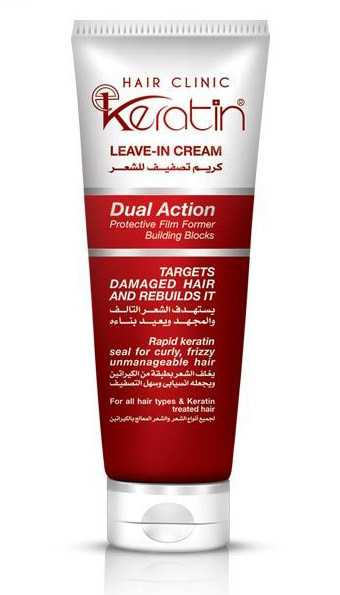 HAIR CLINIC
Keratin®
LEAVE-IN CREAM
كريم تصفيف للشعر
Dual Action
Protective Film Former
Building Blocks
TARGETS
DAMAGED HAIR
AND REBUILDS IT
يستهدف الشعر التالف
والمجهد ويعيد بناءه
Rapid keratin
seal for curly, frizzy
unmanageable hair
يغلف الشعر بطبقة من الكيراتين
ويجعله انسيابى وسهل التصفيف
For all hair types & Keratin
treated hair
لجميع أنواع الشعر والشعر المعالج بالكيراتين